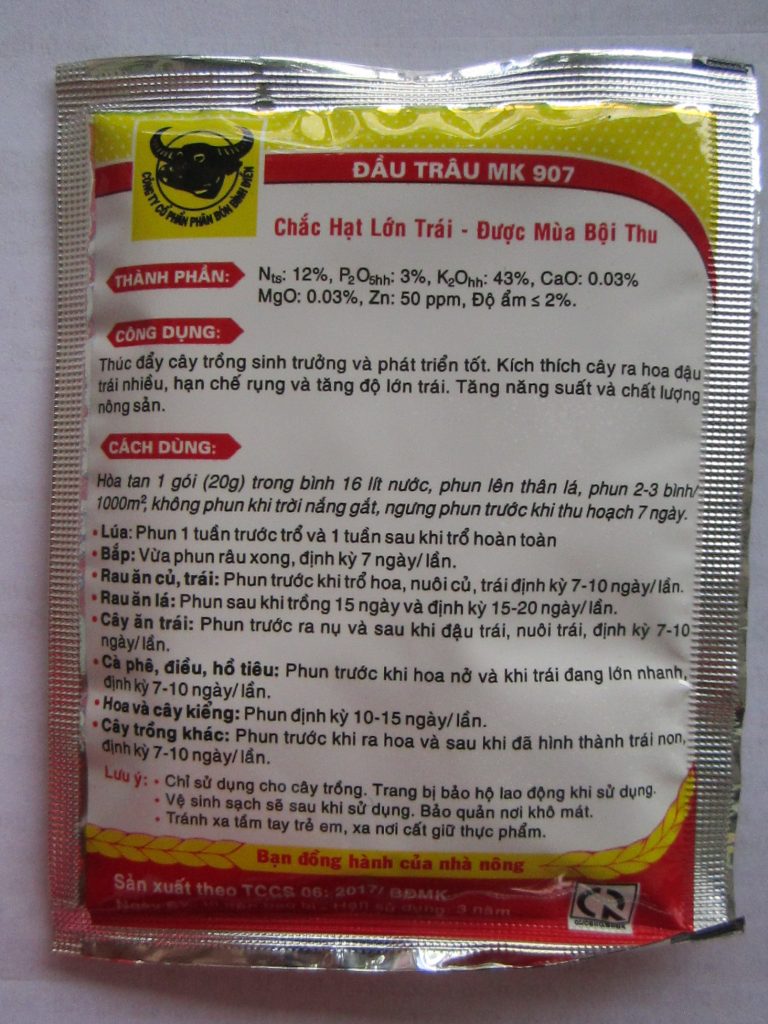 CÔNG TY CỔ PHẦN PHÂN BÓN BÌNH ĐIỀN
ĐẦU TRÂU MK 907
Chắc Hạt Lớn Trái - Được Mùa Bội Thu
THÀNH PHẦN: Nts: 12%, P2O5hh: 3%, K2Ohh: 43%, CaO: 0.03%
MgO: 0.03%, Zn: 50 ppm, Độ ẩm ≤ 2%.
CÔNG DỤNG:
Thúc đẩy cây trồng sinh trưởng và phát triển tốt. Kích thích cây ra hoa đậu
trái nhiều, hạn chế rụng và tăng độ lớn trái. Tăng năng suất và chất lượng
nông sản.
CÁCH DÙNG:
Hòa tan 1 gói (20g) trong bình 16 lít nước, phun lên thân lá, phun 2-3 bình/
1000m², không phun khi trời nắng gắt, ngưng phun trước khi thu hoạch 7 ngày.
• Lúa: Phun 1 tuần trước trổ và 1 tuần sau khi trổ hoàn toàn
• Bắp: Vừa phun râu xong, định kỳ 7 ngày/ lần.
• Rau ăn củ, trái: Phun trước khi trổ hoa, nuôi củ, trái định kỳ 7-10 ngày/ lần.
• Rau ăn lá: Phun sau khi trồng 15 ngày và định kỳ 15-20 ngày/ lần.
• Cây ăn trái: Phun trước ra nụ và sau khi đậu trái, nuôi trái, định kỳ 7-10
ngày/ lần.
• Cà phê, điều, hồ tiêu: Phun trước khi hoa nở và khi trái đang lớn nhanh,
định kỳ 7-10 ngày/ lần.
• Hoa và cây kiểng: Phun định kỳ 10-15 ngày/ lần.
• Cây trồng khác: Phun trước khi ra hoa và sau khi đã hình thành trái non,
định kỳ 7-10 ngày/ lần.
Lưu ý: • Chỉ sử dụng cho cây trồng. Trang bị bảo hộ lao động khi sử dụng.
• Vệ sinh sạch sẽ sau khi sử dụng. Bảo quản nơi khô mát.
• Tránh xa tầm tay trẻ em, xa nơi cất giữ thực phẩm.
Bạn đồng hành của nhà nông
Sản xuất theo TCCS 06: 2017/ BĐMK
Ngày SX: in trên bao bì - Hạn sử dụng: 3 năm
CR